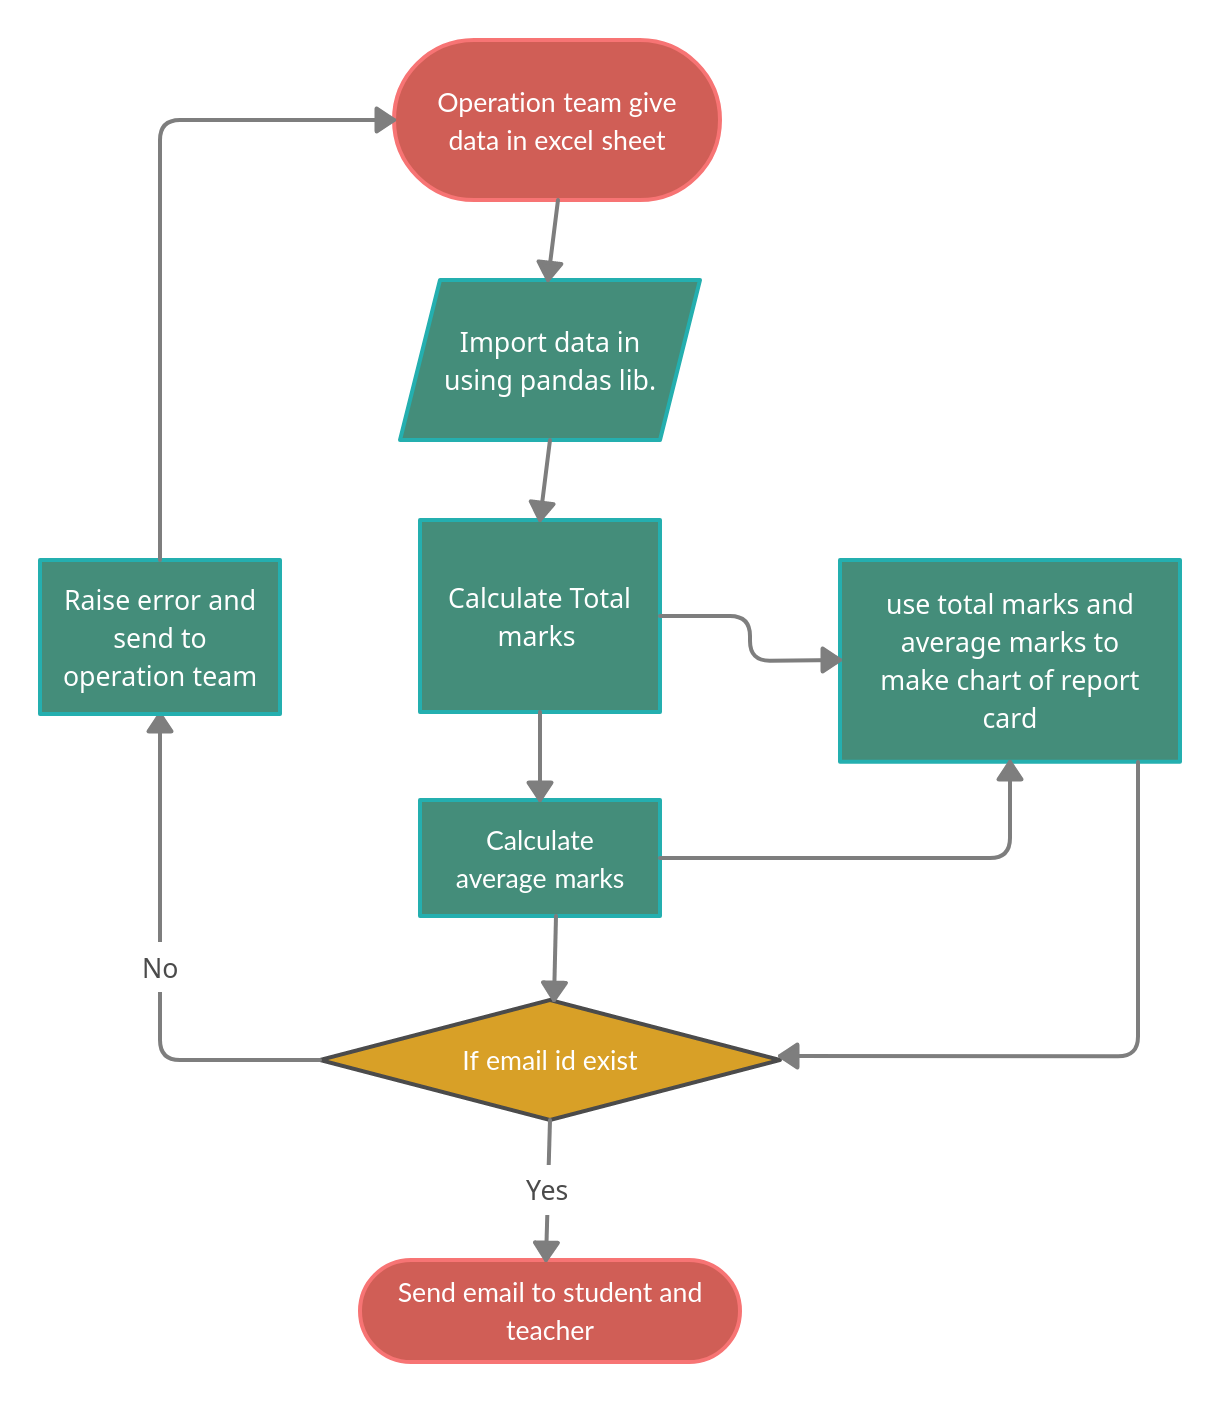 Operation team give
data in excel sheet
Import data in
using pandas lib.
Calculate Total
marks
use total marks and
average marks to
make chart of report
card
Raise error and
send to
operation team
Calculate
average marks
No
If email id exist
Yes
Send email to student and
teacher